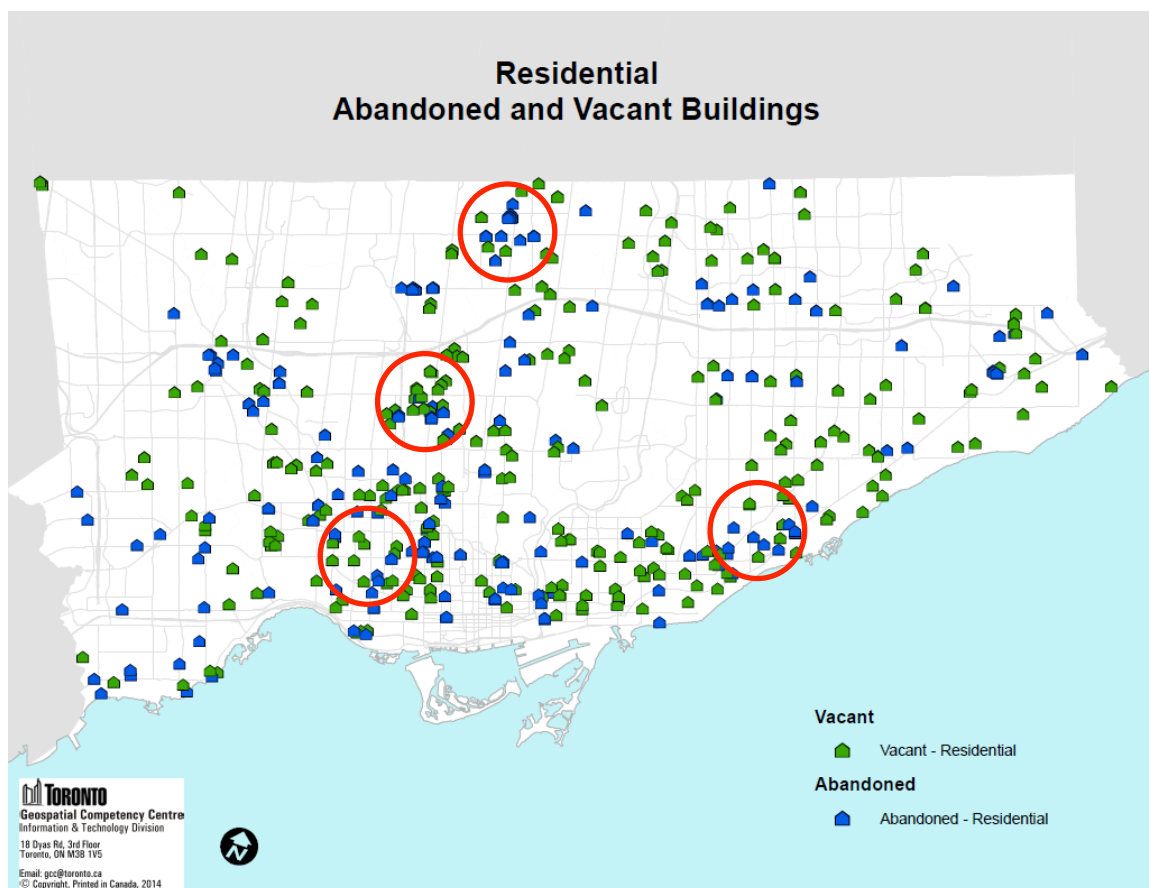 Residential
Abandoned and Vacant Buildings
Vacant
Vacant - Residential
Abandoned
Abandoned - Residential
TORONTO
Geospatial Competency Centre
Information & Technology Division
18 Dyas Rd, 3rd Floor
Toronto, ON M3B 1V5
Email: gcc@toronto.ca
© Copyright, Printed in Canada, 2014
N